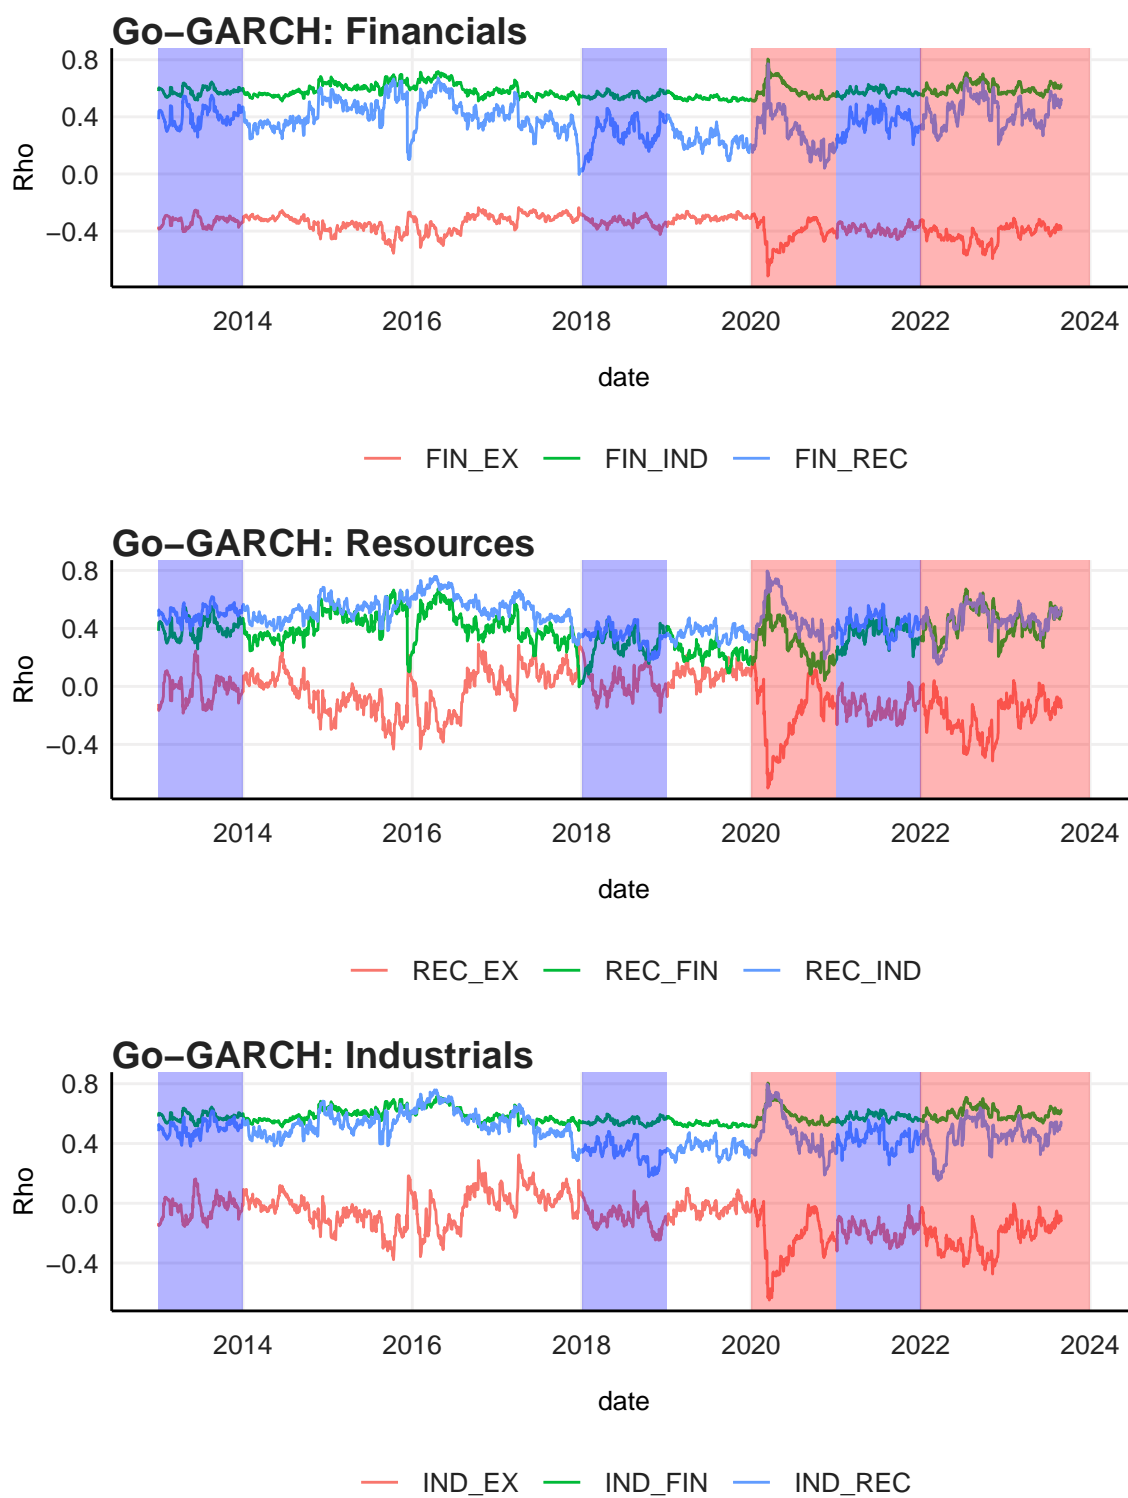 Go−GARCH: Financials
0.8
0.4
0.0
−0.4
Rho
2014 2016 2018 2020 2022 2024
date
FIN_EX FIN_IND FIN_REC
Go−GARCH: Resources
0.8
0.4
0.0
−0.4
Rho
2014 2016 2018 2020 2022 2024
date
REC_EX REC_FIN REC_IND
Go−GARCH: Industrials
0.8
0.4
0.0
−0.4
Rho
2014 2016 2018 2020 2022 2024
date
IND_EX IND_FIN IND_REC